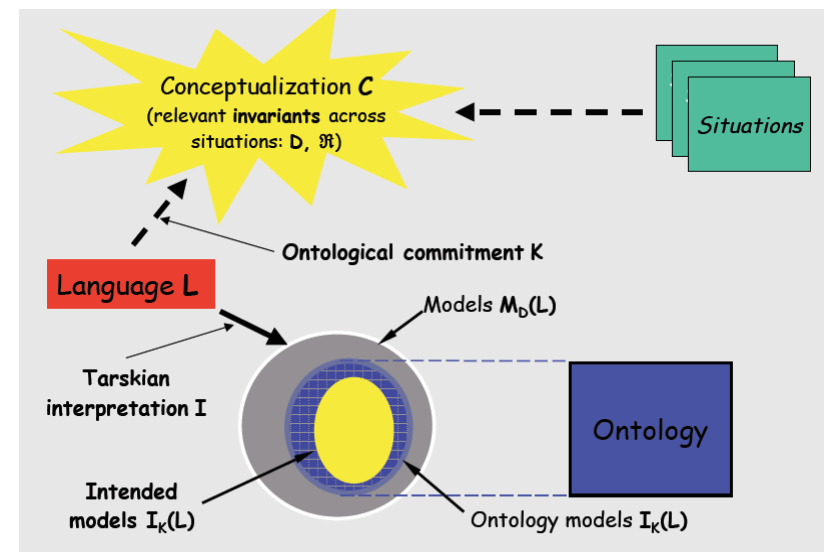 Conceptualization C
(relevant invariants across
situations: D, ℜ)
Situations
Ontological commitment K
Language L
Models M_D(L)
Tarskian
interpretation I
Ontology
Intended
models I_K(L)
Ontology models I_K(L)